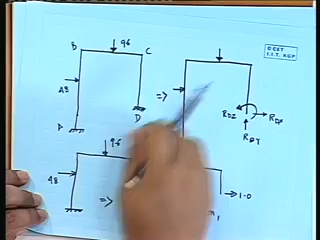 96
B C
CCET
I.I.T. KGP
48
=>
A
D
RDZ RDX
RDY
96
48
=>
1.0